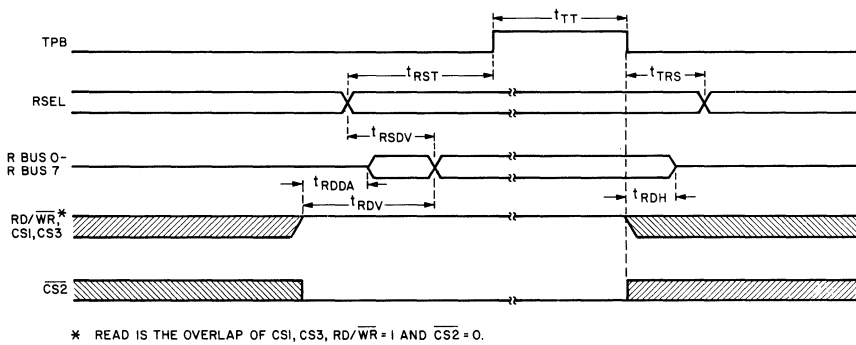 TPB
tTT
tRST
tTRS
RSEL
tRSDV
R BUS 0-
R BUS 7
tRDDA
tRDH
tRDV
RD/WR*
CS1, CS3
CS2
* READ IS THE OVERLAP OF CS1, CS3, RD/WR = 1 AND CS2 = 0.